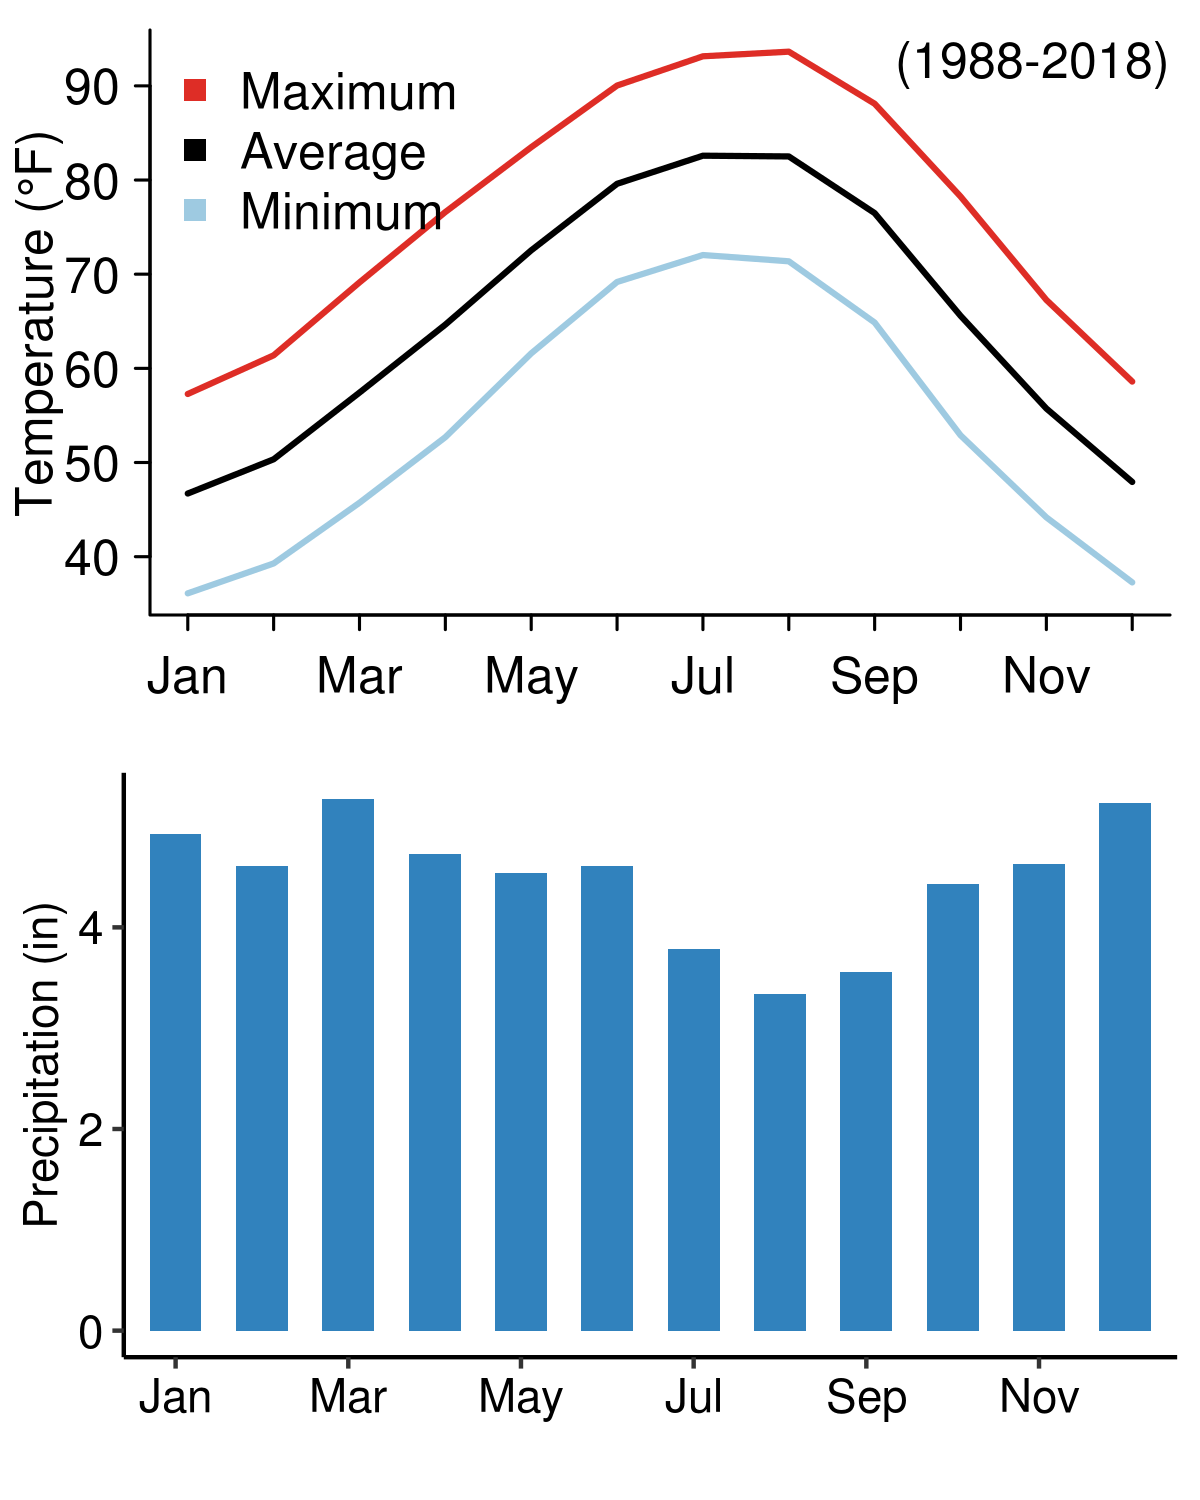 (1988-2018)
Maximum
Average
Minimum
Temperature (°F)
90
80
70
60
50
40
Jan Mar May Jul Sep Nov
Precipitation (in)
4
2
0
Jan Mar May Jul Sep Nov